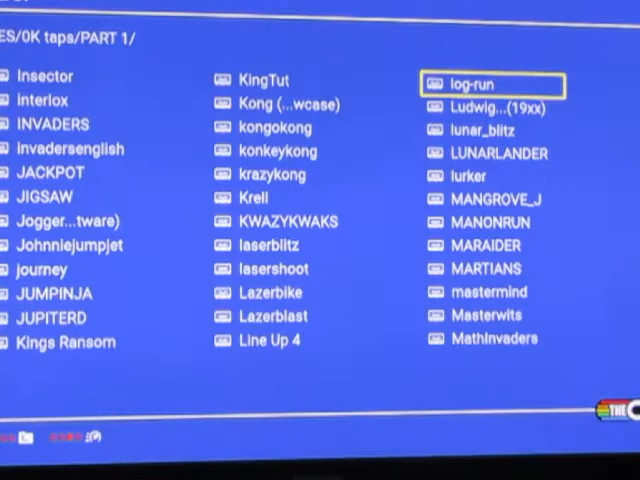 ES/0K taps/PART 1/
Insector
interlox
INVADERS
invadersenglish
JACKPOT
JIGSAW
Jogger...tware)
Johnniejumpjet
journey
JUMPINJA
JUPITERD
Kings Ransom
KingTut
Kong (...wcase)
kongokong
konkeykong
krazykong
Krell
KWAZYKWAKS
laserblitz
lasershoot
Lazerbike
Lazerblast
Line Up 4
log-run
Ludwig...(19xx)
lunar_blitz
LUNARLANDER
lurker
MANGROVE_J
MANONRUN
MARAIDER
MARTIANS
mastermind
Masterwits
MathInvaders
THE